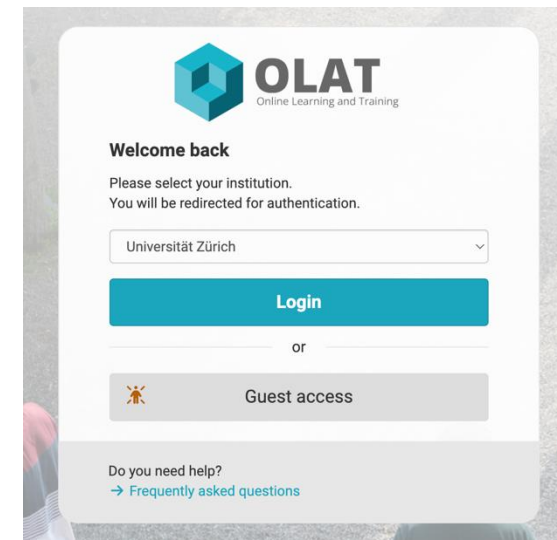 OLAT
Online Learning and Training
Welcome back
Please select your institution.
You will be redirected for authentication.
Universität Zürich
Login
or
Guest access
Do you need help?
→ Frequently asked questions